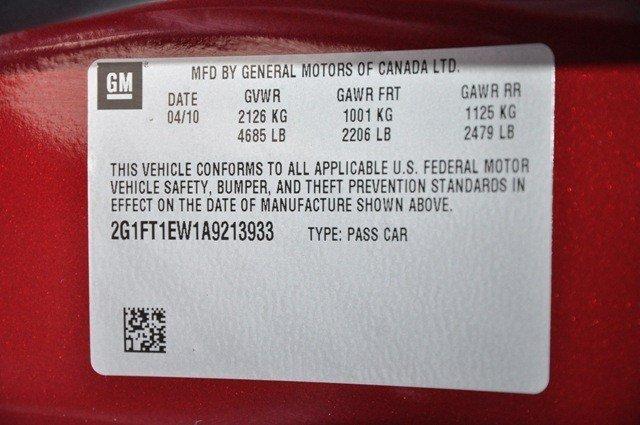 GM
MFD BY GENERAL MOTORS OF CANADA LTD.
DATE GVWR GAWR FRT GAWR RR
04/10 2126 KG 1001 KG 1125 KG
4685 LB 2206 LB 2479 LB
THIS VEHICLE CONFORMS TO ALL APPLICABLE U.S. FEDERAL MOTOR
VEHICLE SAFETY, BUMPER, AND THEFT PREVENTION STANDARDS IN
EFFECT ON THE DATE OF MANUFACTURE SHOWN ABOVE.
2G1FT1EW1A9213933 TYPE: PASS CAR